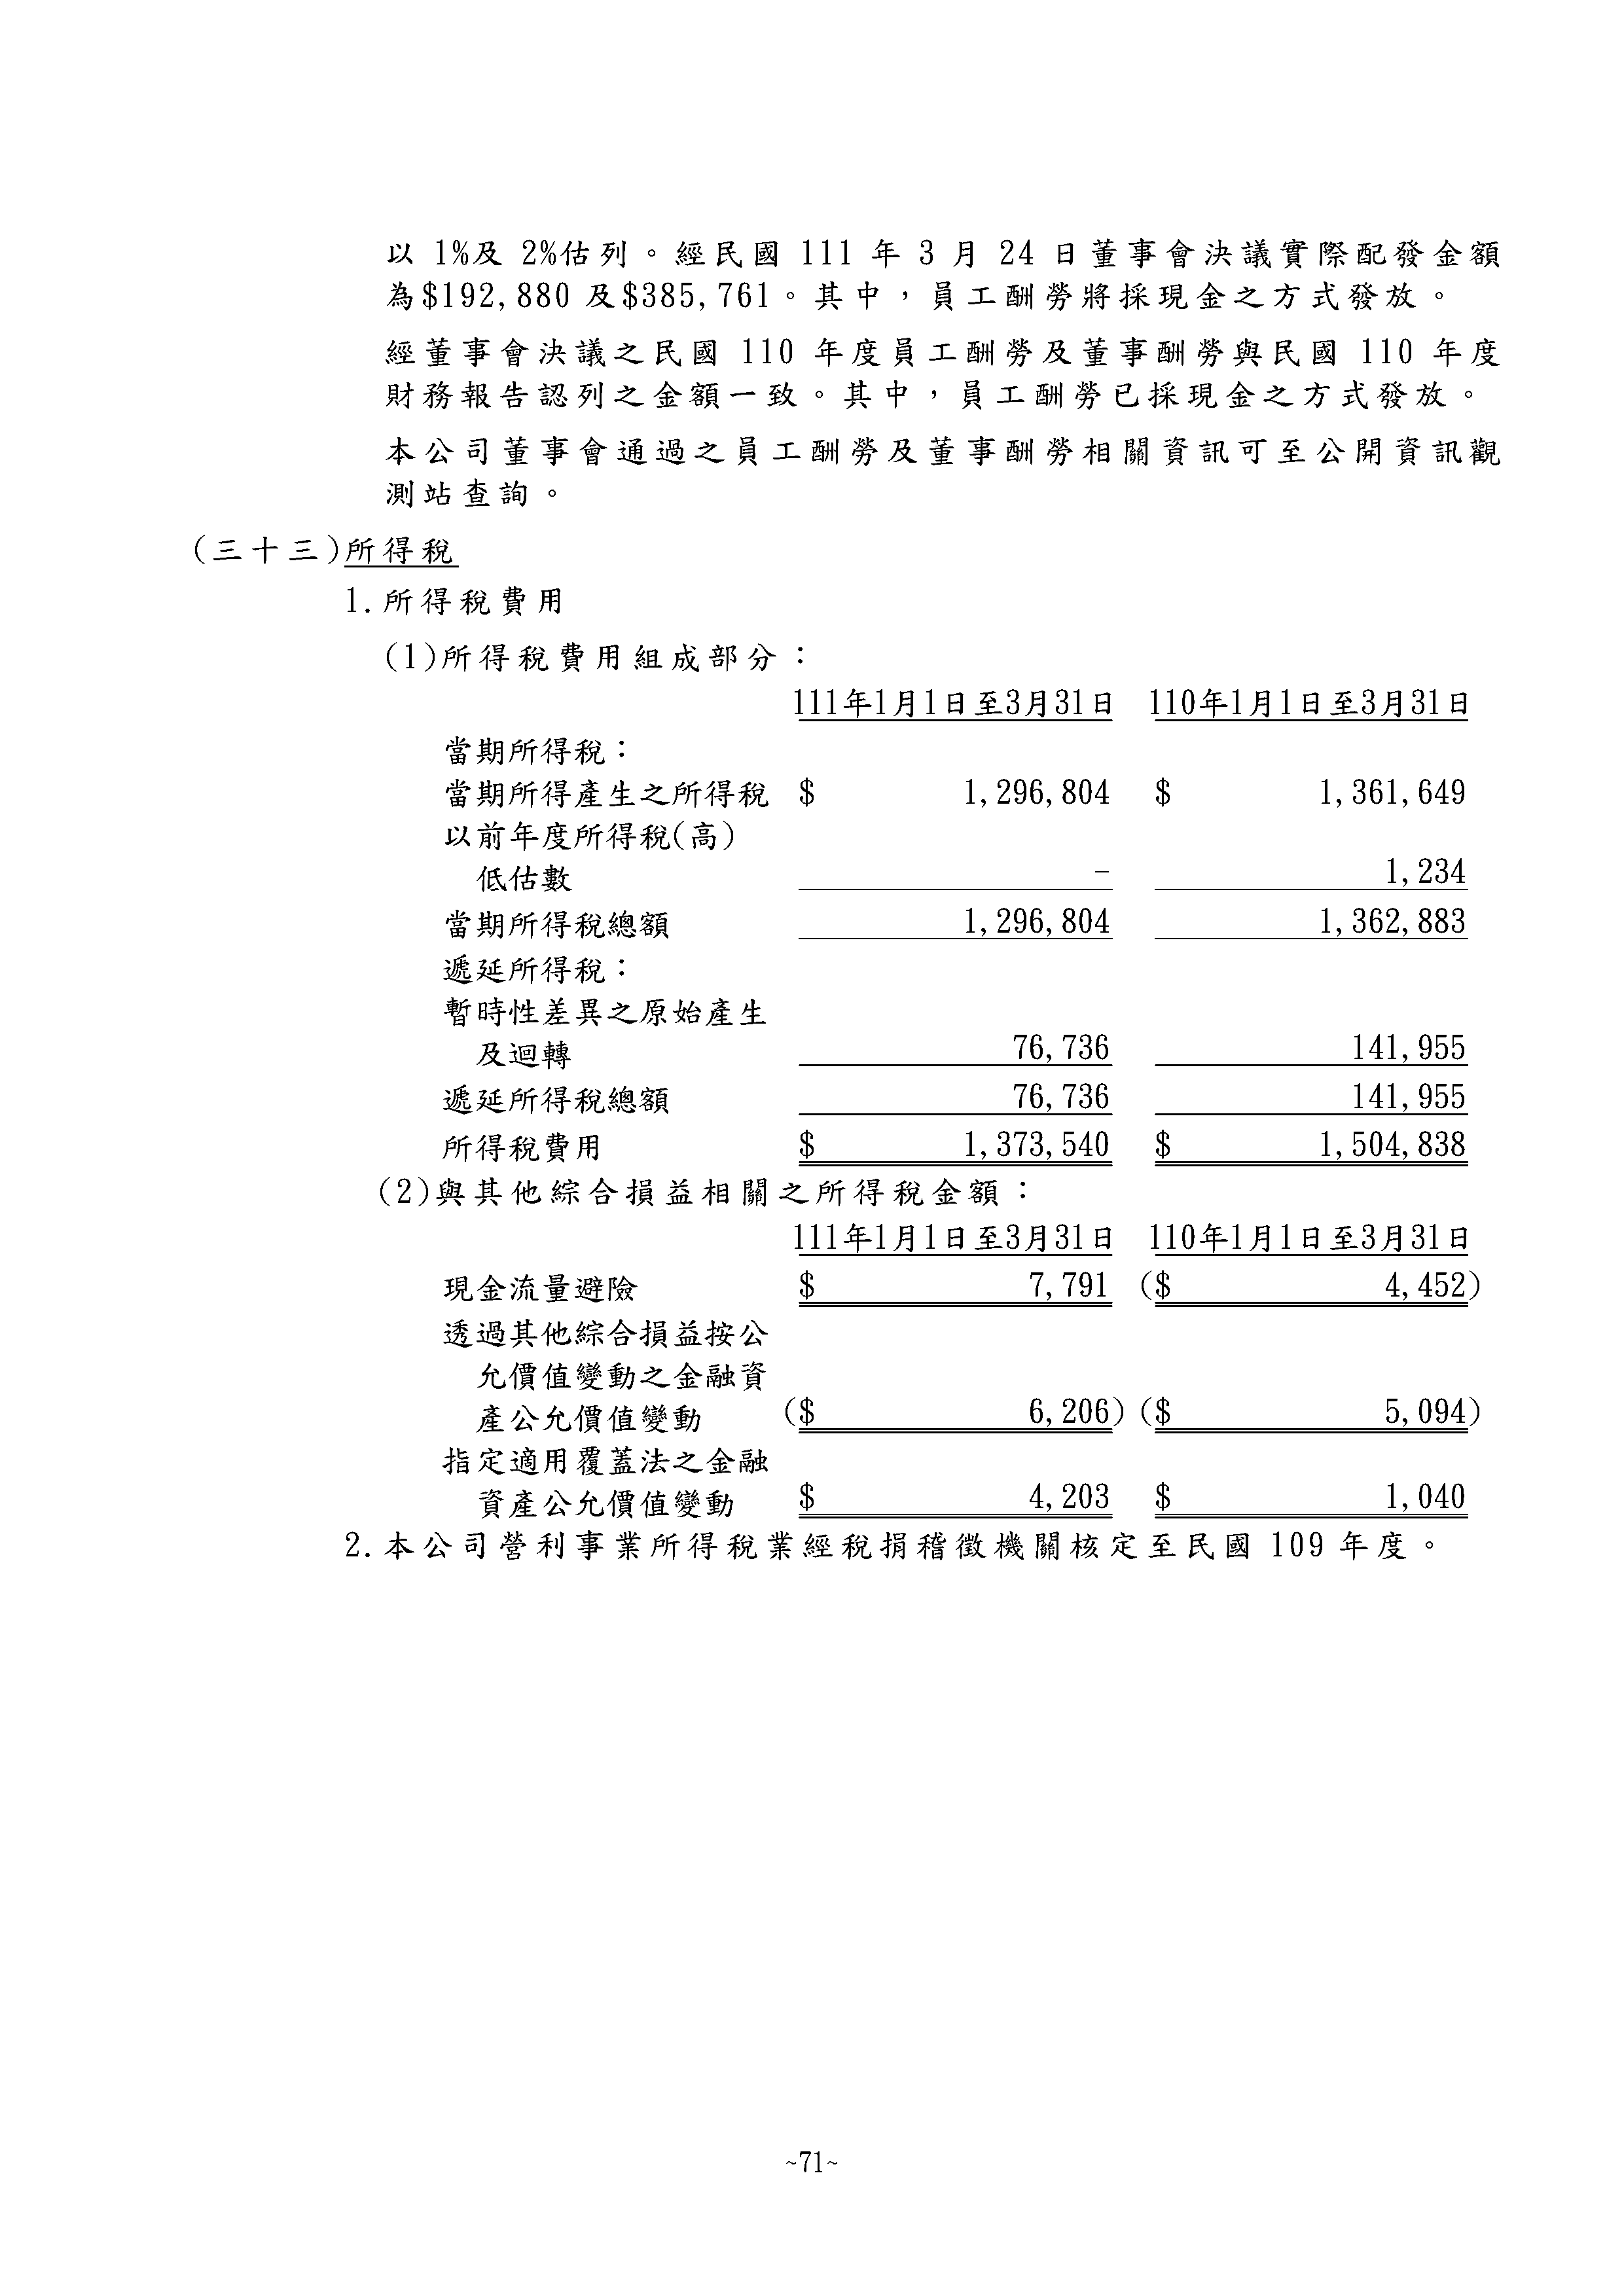 以 1%及 2%估列。經民國 111 年 3 月 24 日董事會決議實際配發金額
為$192,880 及$385,761。其中，員工酬勞將採現金之方式發放。
經董事會決議之民國 110 年度員工酬勞及董事酬勞與民國 110 年度
財務報告認列之金額一致。其中，員工酬勞已採現金之方式發放。
本公司董事會通過之員工酬勞及董事酬勞相關資訊可至公開資訊觀
測站查詢。
(三十三)所得稅
1.所得稅費用
(1)所得稅費用組成部分：
111年1月1日至3月31日 110年1月1日至3月31日
當期所得稅：
當期所得產生之所得稅 $ 1,296,804 $ 1,361,649
以前年度所得稅(高)
低估數 - 1,234
當期所得稅總額 1,296,804 1,362,883
遞延所得稅：
暫時性差異之原始產生
及迴轉 76,736 141,955
遞延所得稅總額 76,736 141,955
所得稅費用 $ 1,373,540 $ 1,504,838
(2)與其他綜合損益相關之所得稅金額：
111年1月1日至3月31日 110年1月1日至3月31日
現金流量避險 $ 7,791 ($ 4,452)
透過其他綜合損益按公
允價值變動之金融資
產公允價值變動 ($ 6,206) ($ 5,094)
指定適用覆蓋法之金融
資產公允價值變動 $ 4,203 $ 1,040
2.本公司營利事業所得稅業經稅捐稽徵機關核定至民國 109 年度。
~71~